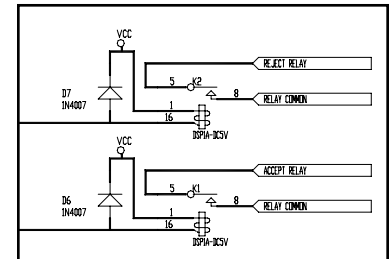 VCC
REJECT RELAY
5 K2
D7
1N4007
8 RELAY COMMON
1
16
DSP1A-DC5V
VCC
ACCEPT RELAY
5 K1
D6
1N4007
8 RELAY COMMON
1
16
DSP1A-DC5V